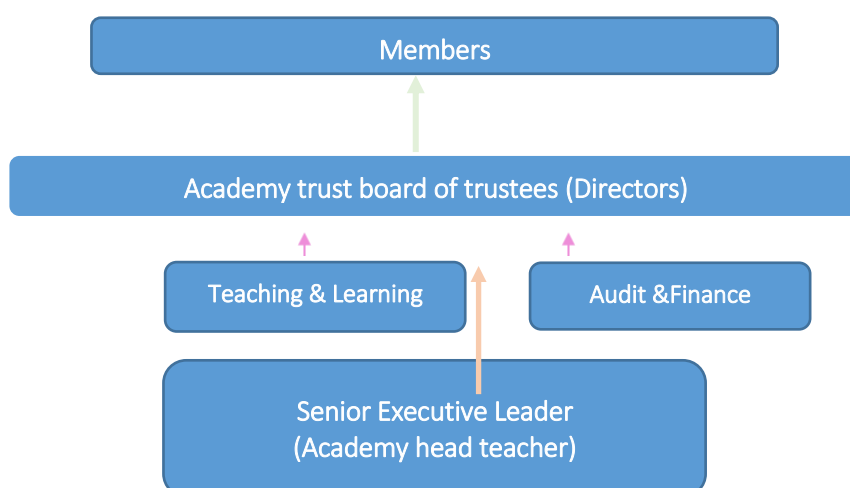 Members
Academy trust board of trustees (Directors)
Teaching & Learning
Audit &Finance
Senior Executive Leader
(Academy head teacher)